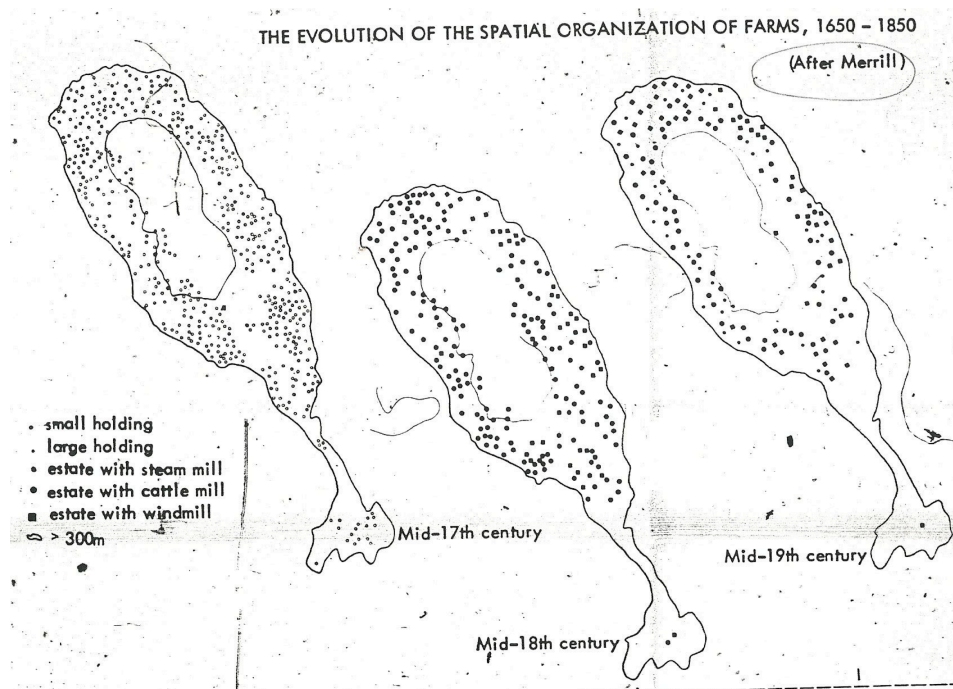 THE EVOLUTION OF THE SPATIAL ORGANIZATION OF FARMS, 1650 – 1850
(After Merrill)
small holding
large holding
estate with steam mill
estate with cattle mill
estate with windmill
> 300m
Mid-17th century
Mid-18th century
Mid-19th century